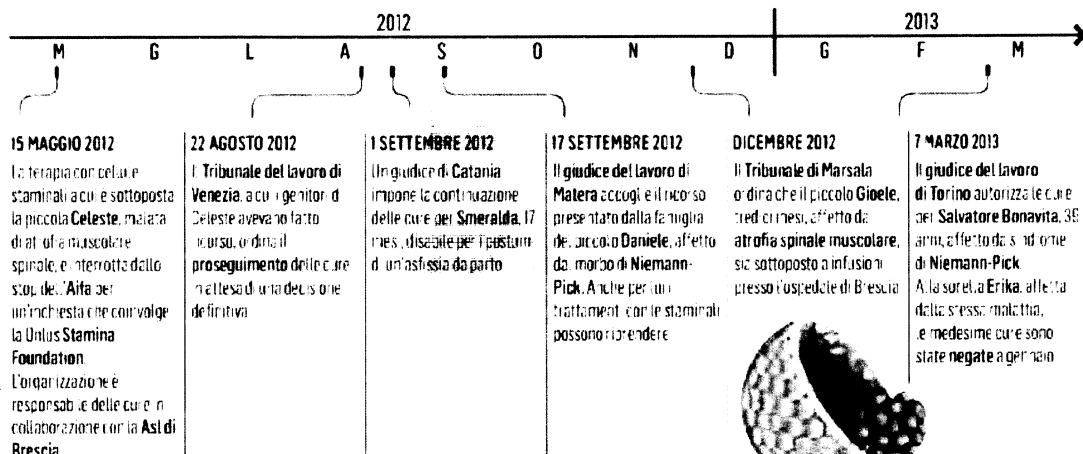 2012
2013
M G L A S O N D G F M
15 MAGGIO 2012
La terapia con cellule
staminali a cui è sottoposta
la piccola Celeste, malata
di atrofia muscolare
spinale, è interrotta dallo
stop dell'Aifa per
un'inchiesta che coinvolge
la Onlus Stamina
Foundation.
L'organizzazione è
responsabile delle cure in
collaborazione con la Asl di
Brescia
22 AGOSTO 2012
Il Tribunale del lavoro di
Venezia, a cui i genitori di
Celeste avevano fatto
ricorso, ordina il
proseguimento delle cure
in attesa di una decisione
definitiva
1 SETTEMBRE 2012
Un giudice di Catania
impone la continuazione
delle cure per Smeralda, 17
mesi, disabile per i postumi
di un'asfissia da parto
17 SETTEMBRE 2012
Il giudice del lavoro di
Matera accoglie il ricorso
presentato dalla famiglia
del piccolo Daniele, affetto
dal morbo di Niemann-
Pick. Anche per lui i
trattamenti con le staminali
possono riprendere
DICEMBRE 2012
Il Tribunale di Marsala
ordina che il piccolo Gioele,
tredici mesi, affetto da
atrofia spinale muscolare,
sia sottoposto a infusioni
presso l'ospedale di Brescia
7 MARZO 2013
Il giudice del lavoro
di Torino autorizza le cure
per Salvatore Bonavita, 35
anni, affetto da sindrome
di Niemann-Pick.
Alla sorella Erika, affetta
dalla stessa malattia,
le medesime cure sono
state negate a gennaio